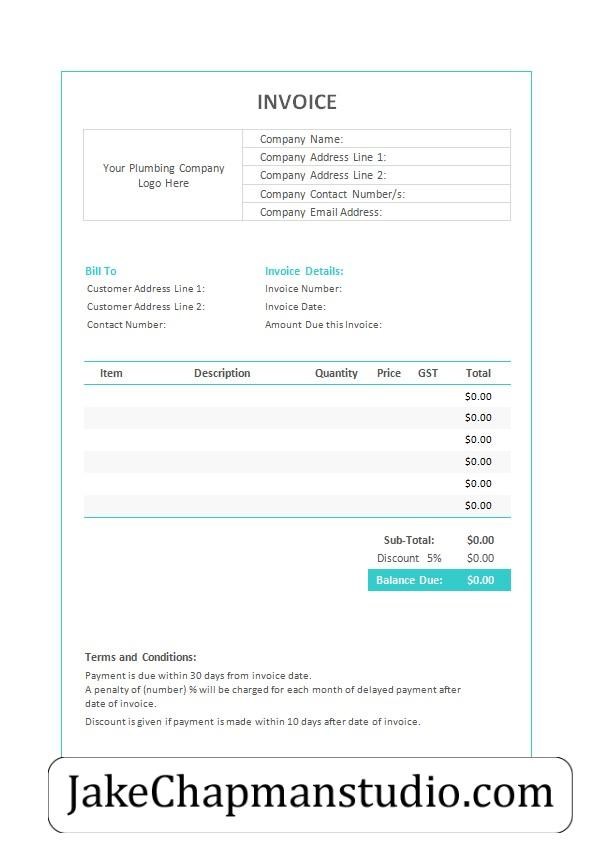 INVOICE
Your Plumbing Company
Logo Here
Company Name:
Company Address Line 1:
Company Address Line 2:
Company Contact Number/s:
Company Email Address:
Bill To
Customer Address Line 1:
Customer Address Line 2:
Contact Number:
Invoice Details:
Invoice Number:
Invoice Date:
Amount Due this Invoice:
Item Description Quantity Price GST Total
$0.00
$0.00
$0.00
$0.00
$0.00
$0.00
Sub-Total: $0.00
Discount 5% $0.00
Balance Due: $0.00
Terms and Conditions:
Payment is due within 30 days from invoice date.
A penalty of (number) % will be charged for each month of delayed payment after
date of invoice.
Discount is given if payment is made within 10 days after date of invoice.
JakeChapmanstudio.com